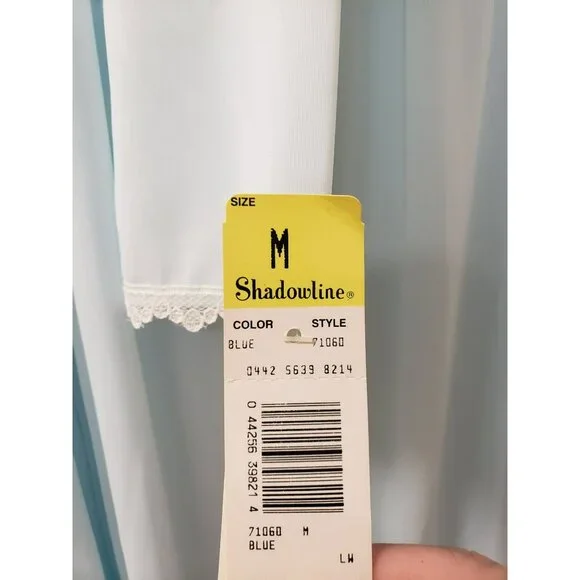 SIZE
M
Shadowline®
COLOR STYLE
BLUE 71060
0442 5639 8214
0 44256 39821 4
71060 M
BLUE
LW